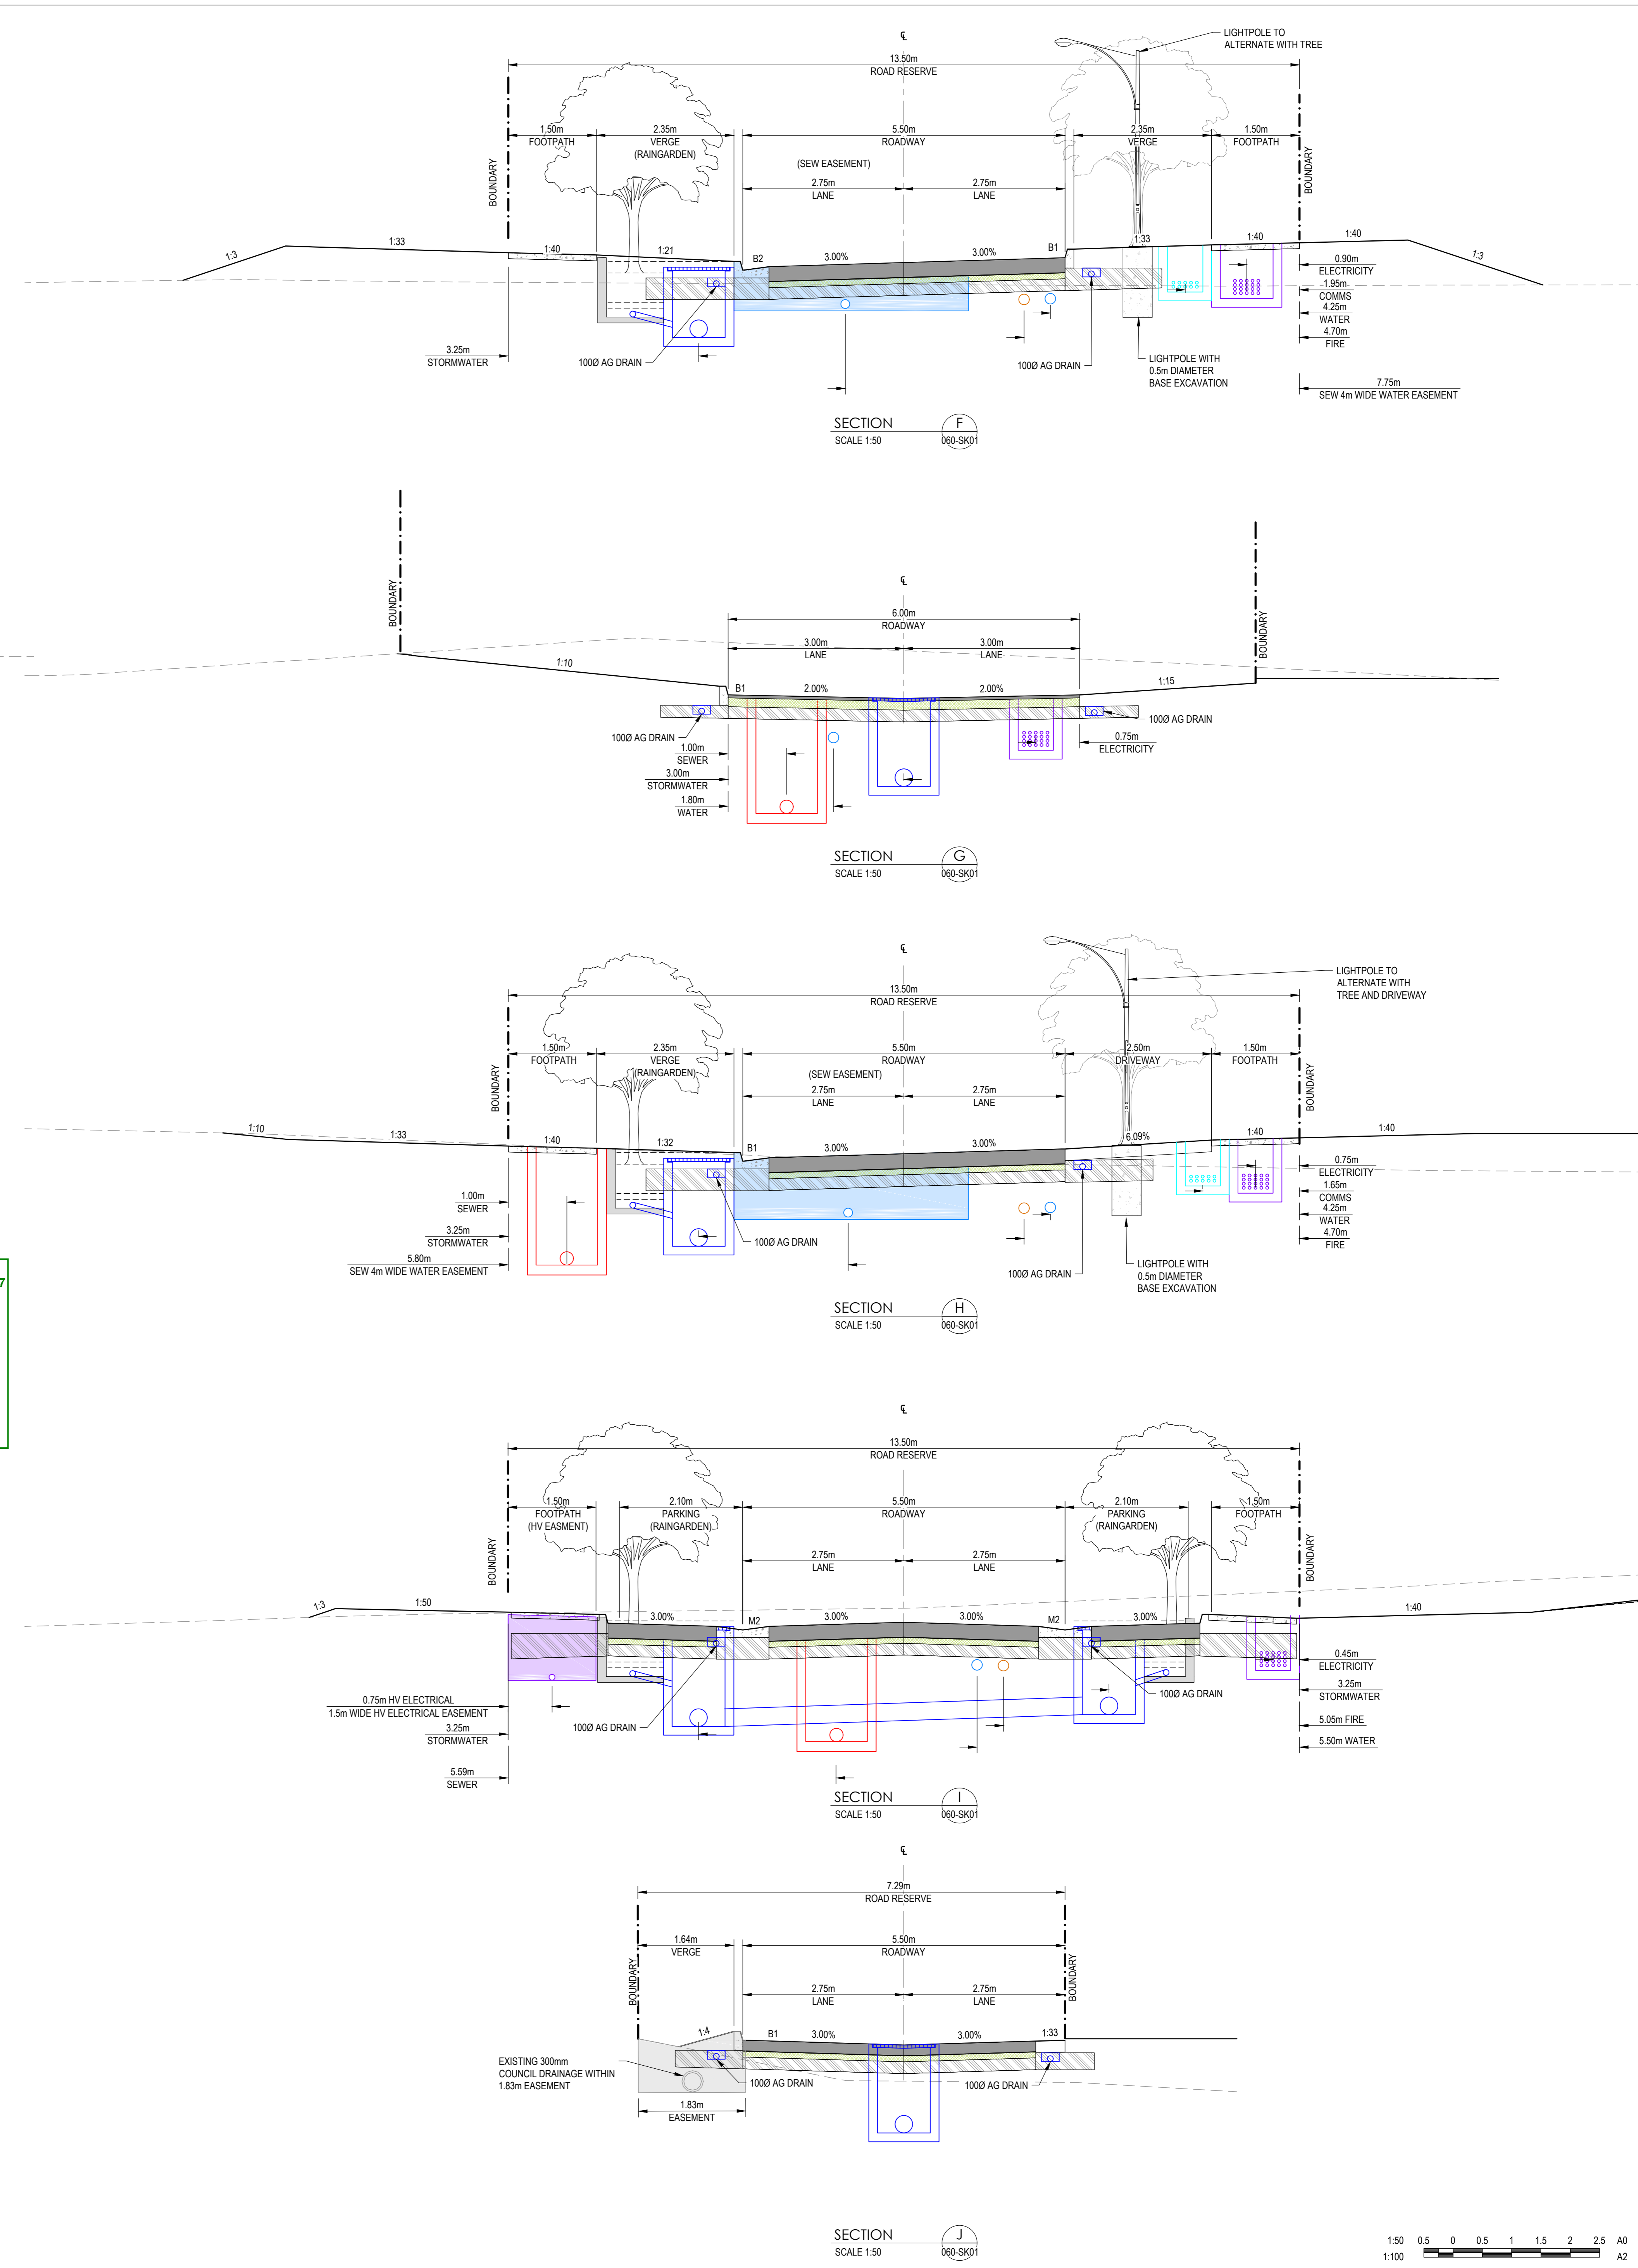 ℄
LIGHTPOLE TO
ALTERNATE WITH TREE
13.50m
ROAD RESERVE
1.50m
FOOTPATH
2.35m
VERGE
(RAINGARDEN)
5.50m
ROADWAY
2.35m
VERGE
1.50m
FOOTPATH
BOUNDARY
BOUNDARY
(SEW EASEMENT)
2.75m
LANE
2.75m
LANE
1:3
1:33
1:40
1:21
B2
3.00%
3.00%
B1
1:33
1:40
1:40
1:3
0.90m
ELECTRICITY
1.95m
COMMS
4.25m
WATER
4.70m
FIRE
3.25m
STORMWATER
100Ø AG DRAIN
100Ø AG DRAIN
LIGHTPOLE WITH
0.5m DIAMETER
BASE EXCAVATION
7.75m
SEW 4m WIDE WATER EASEMENT
SECTION
F
SCALE 1:50
060-SK01
℄
BOUNDARY
BOUNDARY
6.00m
ROADWAY
3.00m
LANE
3.00m
LANE
1:10
B1
2.00%
2.00%
1:15
100Ø AG DRAIN
100Ø AG DRAIN
1.00m
SEWER
3.00m
STORMWATER
1.80m
WATER
0.75m
ELECTRICITY
SECTION
G
SCALE 1:50
060-SK01
℄
LIGHTPOLE TO
ALTERNATE WITH
TREE AND DRIVEWAY
13.50m
ROAD RESERVE
1.50m
FOOTPATH
2.35m
VERGE
(RAINGARDEN)
5.50m
ROADWAY
2.50m
DRIVEWAY
1.50m
FOOTPATH
BOUNDARY
BOUNDARY
(SEW EASEMENT)
2.75m
LANE
2.75m
LANE
1:10
1:33
1:40
1:32
B1
3.00%
3.00%
6.09%
1:40
1:40
0.75m
ELECTRICITY
1.65m
COMMS
4.25m
WATER
4.70m
FIRE
1.00m
SEWER
3.25m
STORMWATER
5.80m
SEW 4m WIDE WATER EASEMENT
100Ø AG DRAIN
100Ø AG DRAIN
LIGHTPOLE WITH
0.5m DIAMETER
BASE EXCAVATION
7
SECTION
H
SCALE 1:50
060-SK01
℄
13.50m
ROAD RESERVE
1.50m
FOOTPATH
(HV EASMENT)
2.10m
PARKING
(RAINGARDEN)
5.50m
ROADWAY
2.10m
PARKING
(RAINGARDEN)
1.50m
FOOTPATH
BOUNDARY
BOUNDARY
2.75m
LANE
2.75m
LANE
1:3
1:50
3.00%
M2
3.00%
3.00%
M2
3.00%
1:40
0.45m
ELECTRICITY
3.25m
STORMWATER
5.05m FIRE
5.50m WATER
0.75m HV ELECTRICAL
1.5m WIDE HV ELECTRICAL EASEMENT
3.25m
STORMWATER
5.59m
SEWER
100Ø AG DRAIN
100Ø AG DRAIN
SECTION
I
SCALE 1:50
060-SK01
℄
7.29m
ROAD RESERVE
1.64m
VERGE
5.50m
ROADWAY
BOUNDARY
BOUNDARY
2.75m
LANE
2.75m
LANE
1:4
B1
3.00%
3.00%
1:33
EXISTING 300mm
COUNCIL DRAINAGE WITHIN
1.83m EASEMENT
100Ø AG DRAIN
100Ø AG DRAIN
1.83m
EASEMENT
SECTION
J
SCALE 1:50
060-SK01
1:50 0.5 0 0.5 1 1.5 2 2.5 A0
1:100 A2